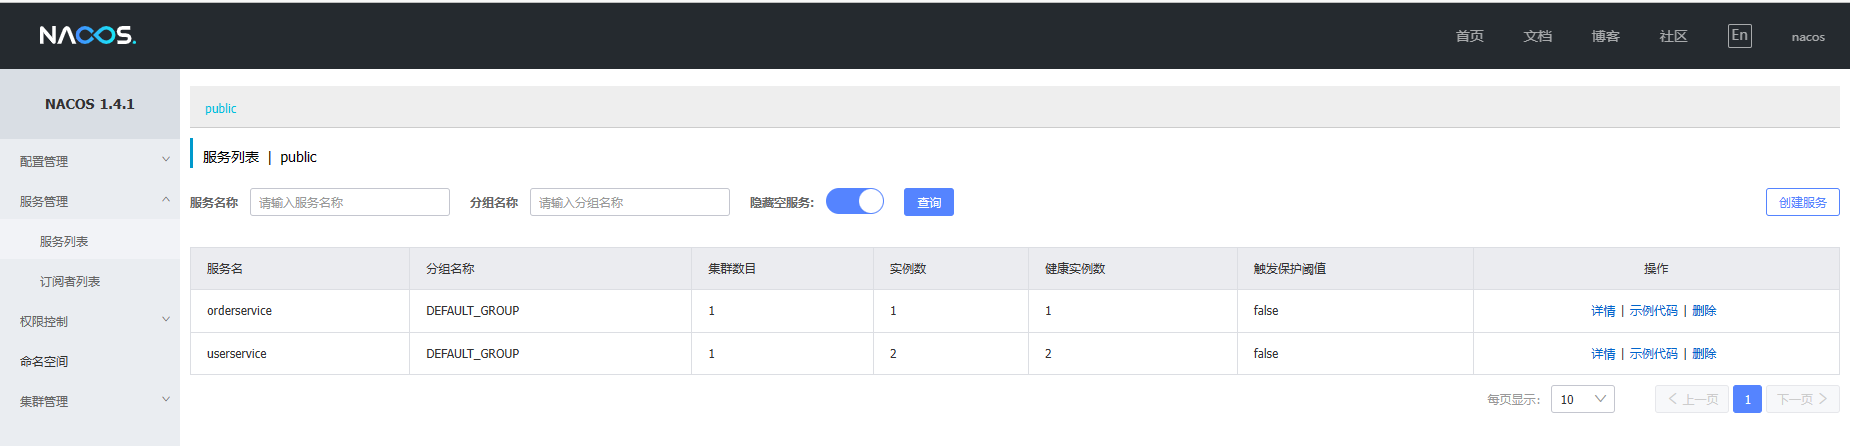 NACOS. 首页 文档 博客 社区 En nacos
NACOS 1.4.1
配置管理
服务管理
服务列表
订阅者列表
权限控制
命名空间
集群管理
public
服务列表 | public
服务名称 请输入服务名称 分组名称 请输入分组名称 隐藏空服务: 查询 创建服务
服务名 分组名称 集群数目 实例数 健康实例数 触发保护阈值 操作
orderservice DEFAULT_GROUP 1 1 1 false 详情 | 示例代码 | 删除
userservice DEFAULT_GROUP 1 2 2 false 详情 | 示例代码 | 删除
每页显示: 10 上一页 1 下一页